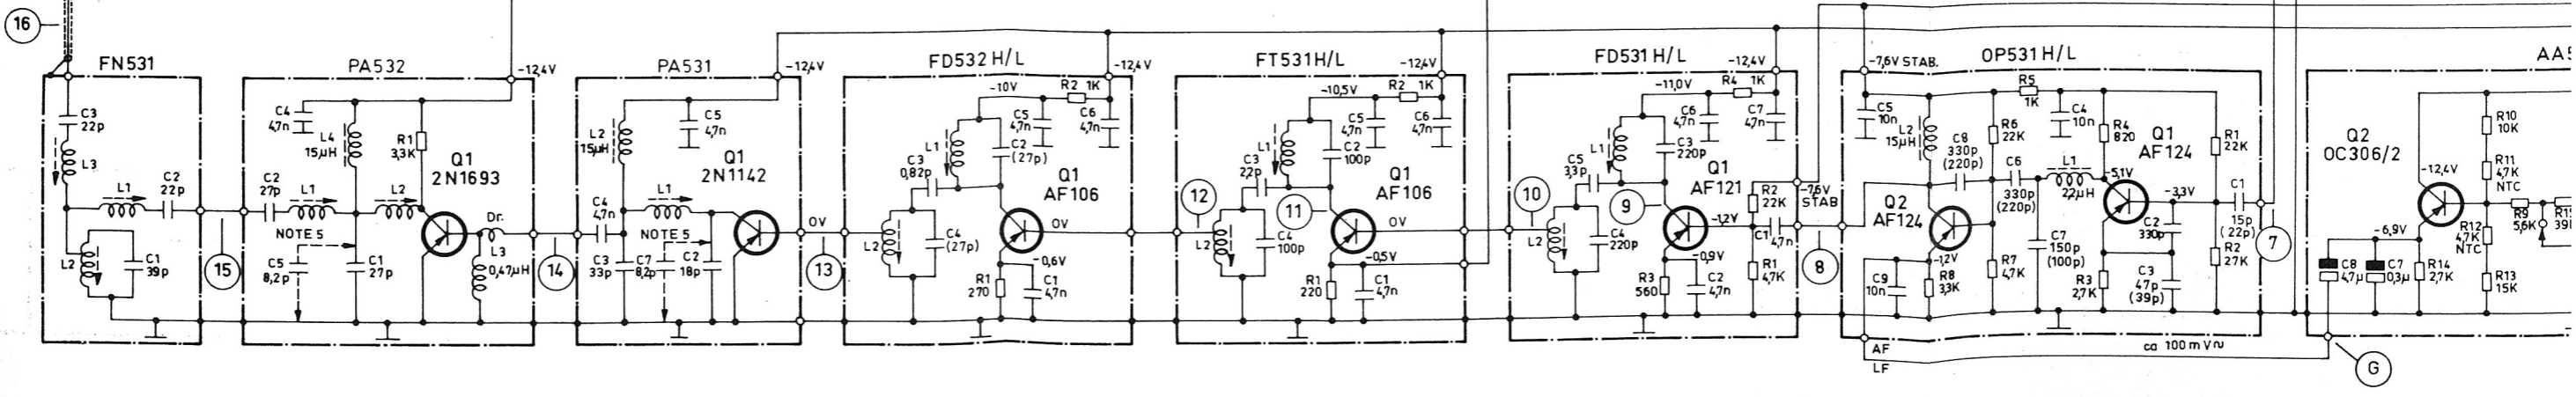 16
FN531
C3
22p
L3
L1
C2
22p
L2
C1
39p
15
PA532
-12,4V
C4
4,7n
L4
15µH
R1
3,3K
Q1
2N1693
C2
27p
L1
L2
Dr.
NOTE 5
C5
8,2p
C1
27p
L3
0,47µH
14
PA531
-12,4V
L2
15µH
C5
4,7n
Q1
2N1142
C4
4,7n
L1
NOTE 5
C3
33p
C7
8,2p
C2
18p
0V
13
FD532 H/L
-12,4V
-10V
R2 1K
C5
4,7n
C6
4,7n
L1
C2
(27p)
C3
0,82p
Q1
AF106
0V
L2
C4
(27p)
-0,6V
R1
270
C1
4,7n
12
FT531H/L
-12,4V
-10,5V
R2 1K
C5
4,7n
C6
4,7n
L1
C2
100p
C3
2,2p
Q1
AF106
11
0V
L2
C4
100p
-0,5V
R1
220
C1
4,7n
10
FD531 H/L
-12,4V
-11,0V
R4 1K
C6
4,7n
C7
4,7n
L1
C3
220p
C5
3,3p
Q1
AF121
9
-1,2V
R2
22K
-7,6V
STAB
C1 4,7n
L2
C4
220p
-0,9V
R3
560
C2
4,7n
R1
4,7K
8
OP531H/L
-7,6V STAB.
C5
10n
L2
15µH
R5
1K
C4
10n
R6
22K
R4
820
Q1
AF124
R1
22K
C8
330p
(220p)
C6
330p
(220p)
L1
2,2µH
-5,1V
-3,3V
Q2
AF124
C2
330p
C1
15p
(22p)
7
-1,2V
C9
10n
R8
3,3K
R7
4,7K
C7
150p
(100p)
R3
2,7K
C3
47p
(39p)
R2
27K
AF
LF
ca 100 mV∿
AA5
Q2
OC306/2
R10
10K
R11
4,7K
NTC
-12,4V
-6,9V
R12
4,7K
NTC
R9
5,6K
C8
4,7µ
C7
0,3µ
R14
2,7K
R13
15K
G